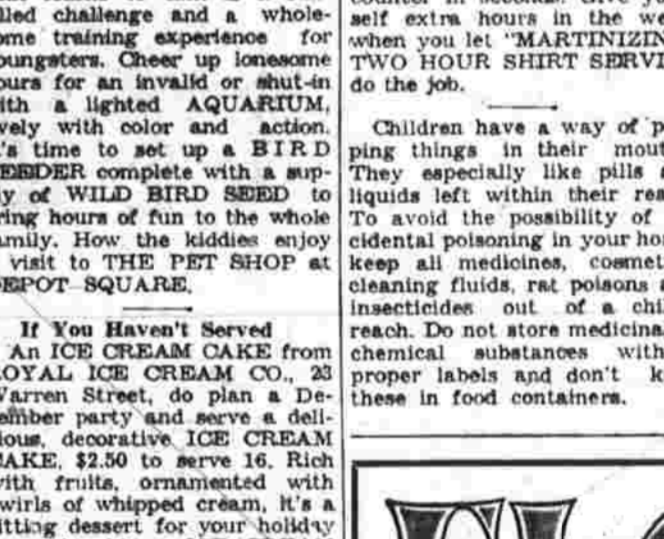 lled challenge and a whole-
ome training experience for
oungsters. Cheer up lonesome
ours for an invalid or shut-in
ith a lighted AQUARIUM,
vely with color and action.
's time to set up a BIRD
EEDER complete with a sup-
ly of WILD BIRD SEED to
ring hours of fun to the whole
amily. How the kiddies enjoy
visit to THE PET SHOP at
EPOT SQUARE.
If You Haven't Served
An ICE CREAM CAKE from
OYAL ICE CREAM CO., 23
Warren Street, do plan a De-
ember party and serve a deli-
ious, decorative ICE CREAM
AKE, $2.50 to serve 16. Rich
ith fruits, ornamented with
wirls of whipped cream, it's a
itting dessert for your holiday
self extra hours in the we
when you let "MARTINIZIN
TWO HOUR SHIRT SERVI
do the job.
Children have a way of p
ping things in their mout
They especially like pills a
liquids left within their rea
To avoid the possibility of
cidental poisoning in your hou
keep all medicines, cosmet
cleaning fluids, rat poisons a
insecticides out of a chi
reach. Do not store medicina
chemical substances with
proper labels and don't k
these in food containers.